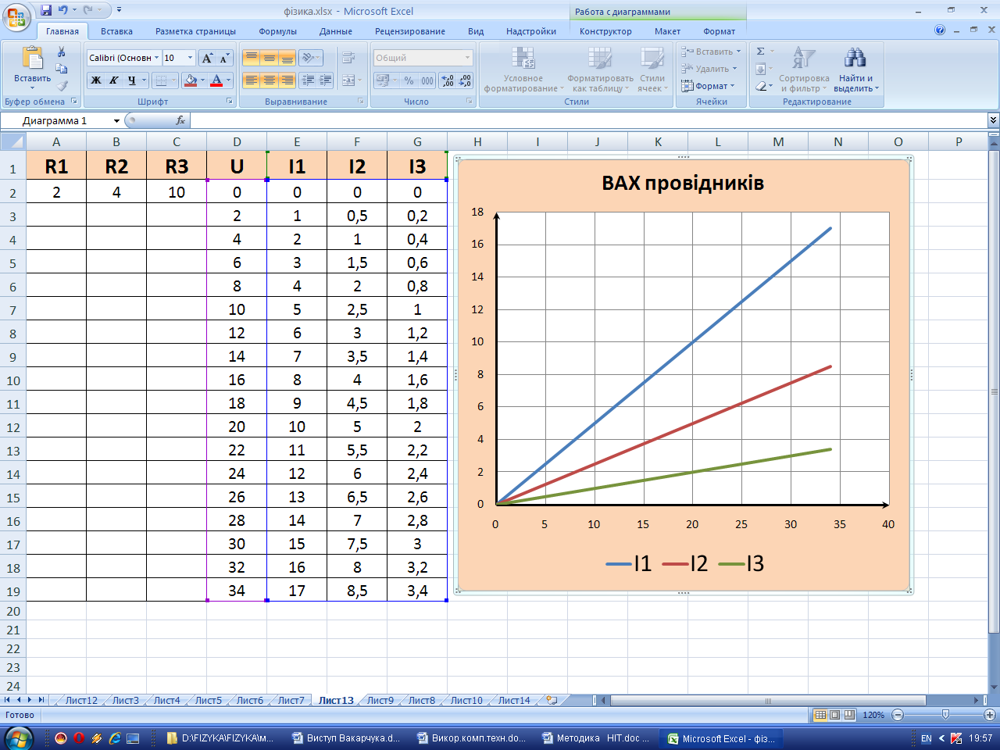 фізика.xlsx - Microsoft Excel
Работа с диаграммами
Главная Вставка Разметка страницы Формулы Данные Рецензирование Вид Надстройки Конструктор Макет Формат
Вставить
Буфер обмена
Calibri (Основн 10
Ж К Ч
Шрифт
Выравнивание
Общий
% 000
Число
Условное форматирование
Форматировать как таблицу
Стили ячеек
Стили
Вставить
Удалить
Формат
Ячейки
Сортировка и фильтр
Найти и выделить
Редактирование
Диаграмма 1 fx
A B C D E F G H I J K L M N O P
1 R1 R2 R3 U I1 I2 I3
2 2 4 10 0 0 0 0
3 2 1 0,5 0,2
4 4 2 1 0,4
5 6 3 1,5 0,6
6 8 4 2 0,8
7 10 5 2,5 1
8 12 6 3 1,2
9 14 7 3,5 1,4
10 16 8 4 1,6
11 18 9 4,5 1,8
12 20 10 5 2
13 22 11 5,5 2,2
14 24 12 6 2,4
15 26 13 6,5 2,6
16 28 14 7 2,8
17 30 15 7,5 3
18 32 16 8 3,2
19 34 17 8,5 3,4
20
21
22
23
24
ВАХ провідників
18
16
14
12
10
8
6
4
2
0
0 5 10 15 20 25 30 35 40
I1 I2 I3
Лист12 Лист3 Лист4 Лист5 Лист6 Лист7 Лист13 Лист9 Лист8 Лист10 Лист14
Готово 120%
D:\FIZYKA\FIZYKA\м... Виступ Вакарчука.d... Викор.комп.техн.do... Методика НІТ.doc ... Microsoft Excel - фіз... EN 19:57